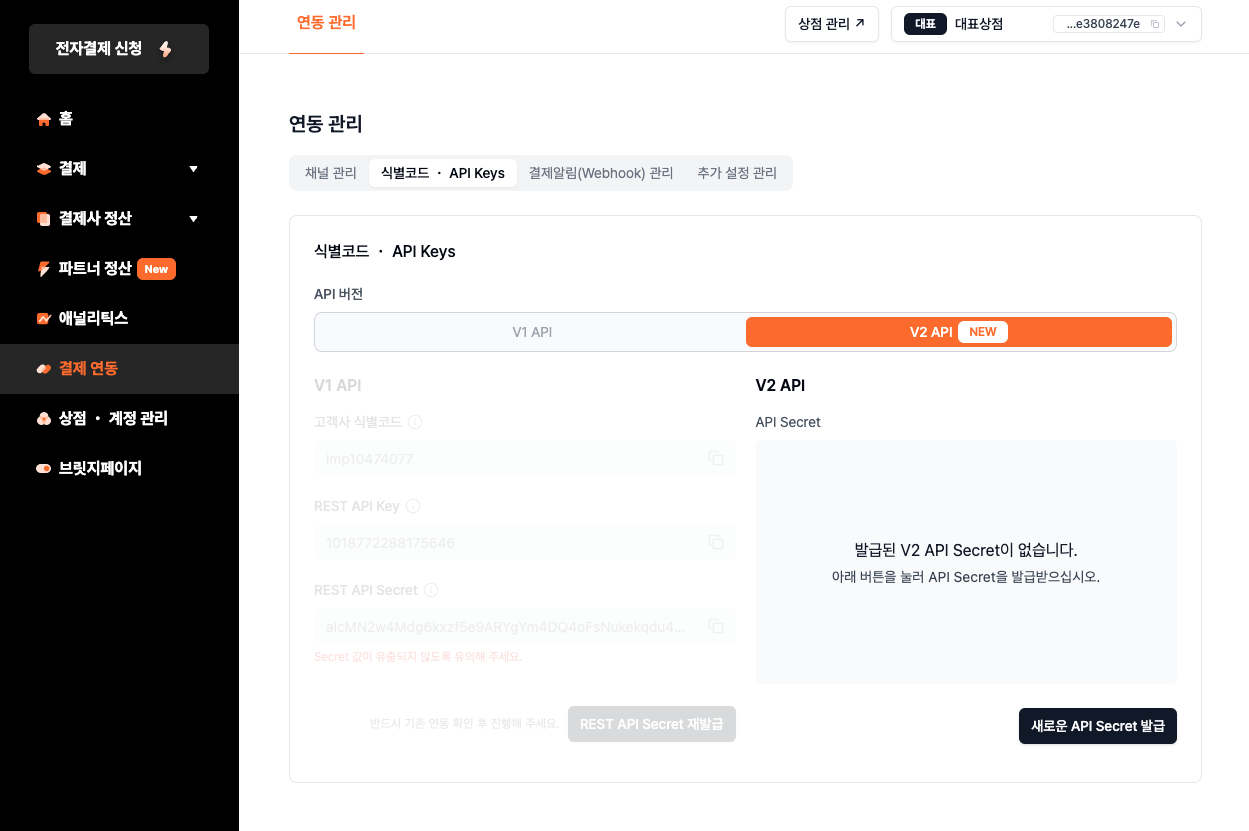 전자결제 신청
홈
결제
결제사 정산
파트너 정산 New
애널리틱스
결제 연동
상점 · 계정 관리
브릿지페이지
연동 관리
상점 관리
대표 대표상점 ...e3808247e
연동 관리
채널 관리 식별코드 · API Keys 결제알림(Webhook) 관리 추가 설정 관리
식별코드 · API Keys
API 버전
V1 API V2 API NEW
V1 API
고객사 식별코드
imp10474077
REST API Key
1018772288175646
REST API Secret
Secret 값이 유출되지 않도록 유의해 주세요.
반드시 기존 연동 확인 후 진행해 주세요. REST API Secret 재발급
V2 API
API Secret
발급된 V2 API Secret이 없습니다.
아래 버튼을 눌러 API Secret을 발급받으십시오.
새로운 API Secret 발급